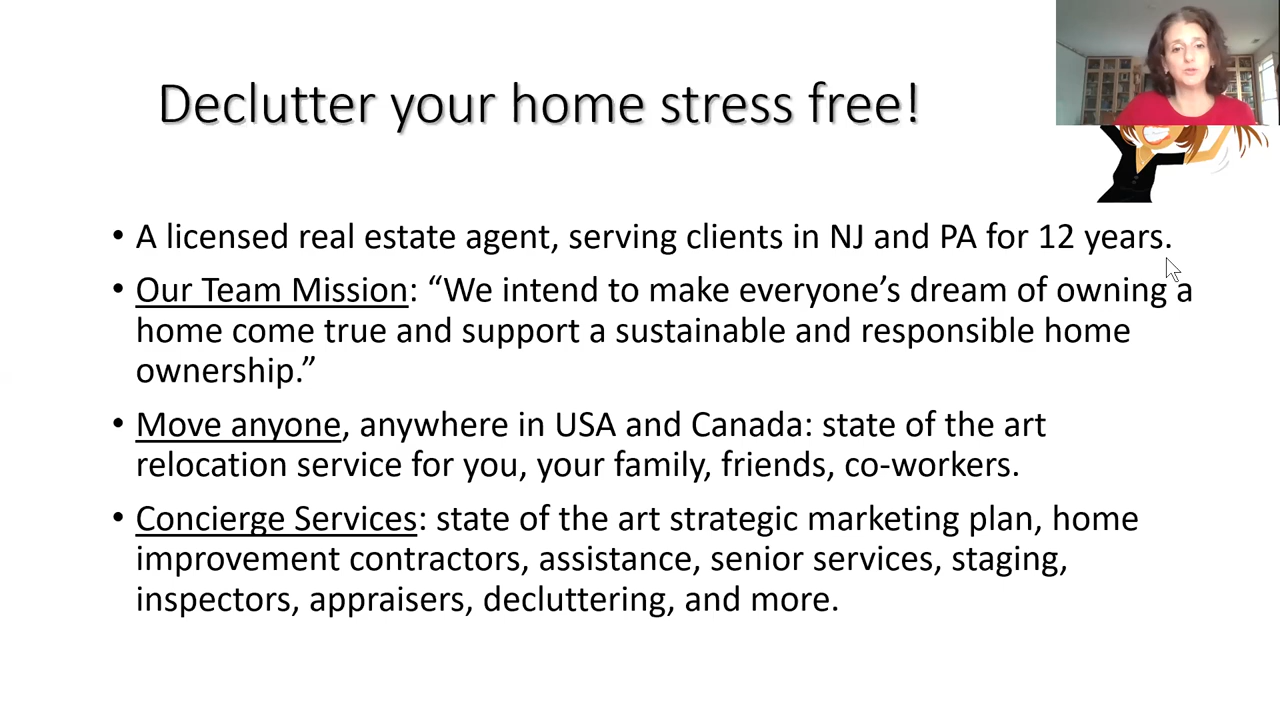 Declutter your home stress free!
• A licensed real estate agent, serving clients in NJ and PA for 12 years.
• Our Team Mission: “We intend to make everyone’s dream of owning a
home come true and support a sustainable and responsible home
ownership.”
• Move anyone, anywhere in USA and Canada: state of the art
relocation service for you, your family, friends, co-workers.
• Concierge Services: state of the art strategic marketing plan, home
improvement contractors, assistance, senior services, staging,
inspectors, appraisers, decluttering, and more.